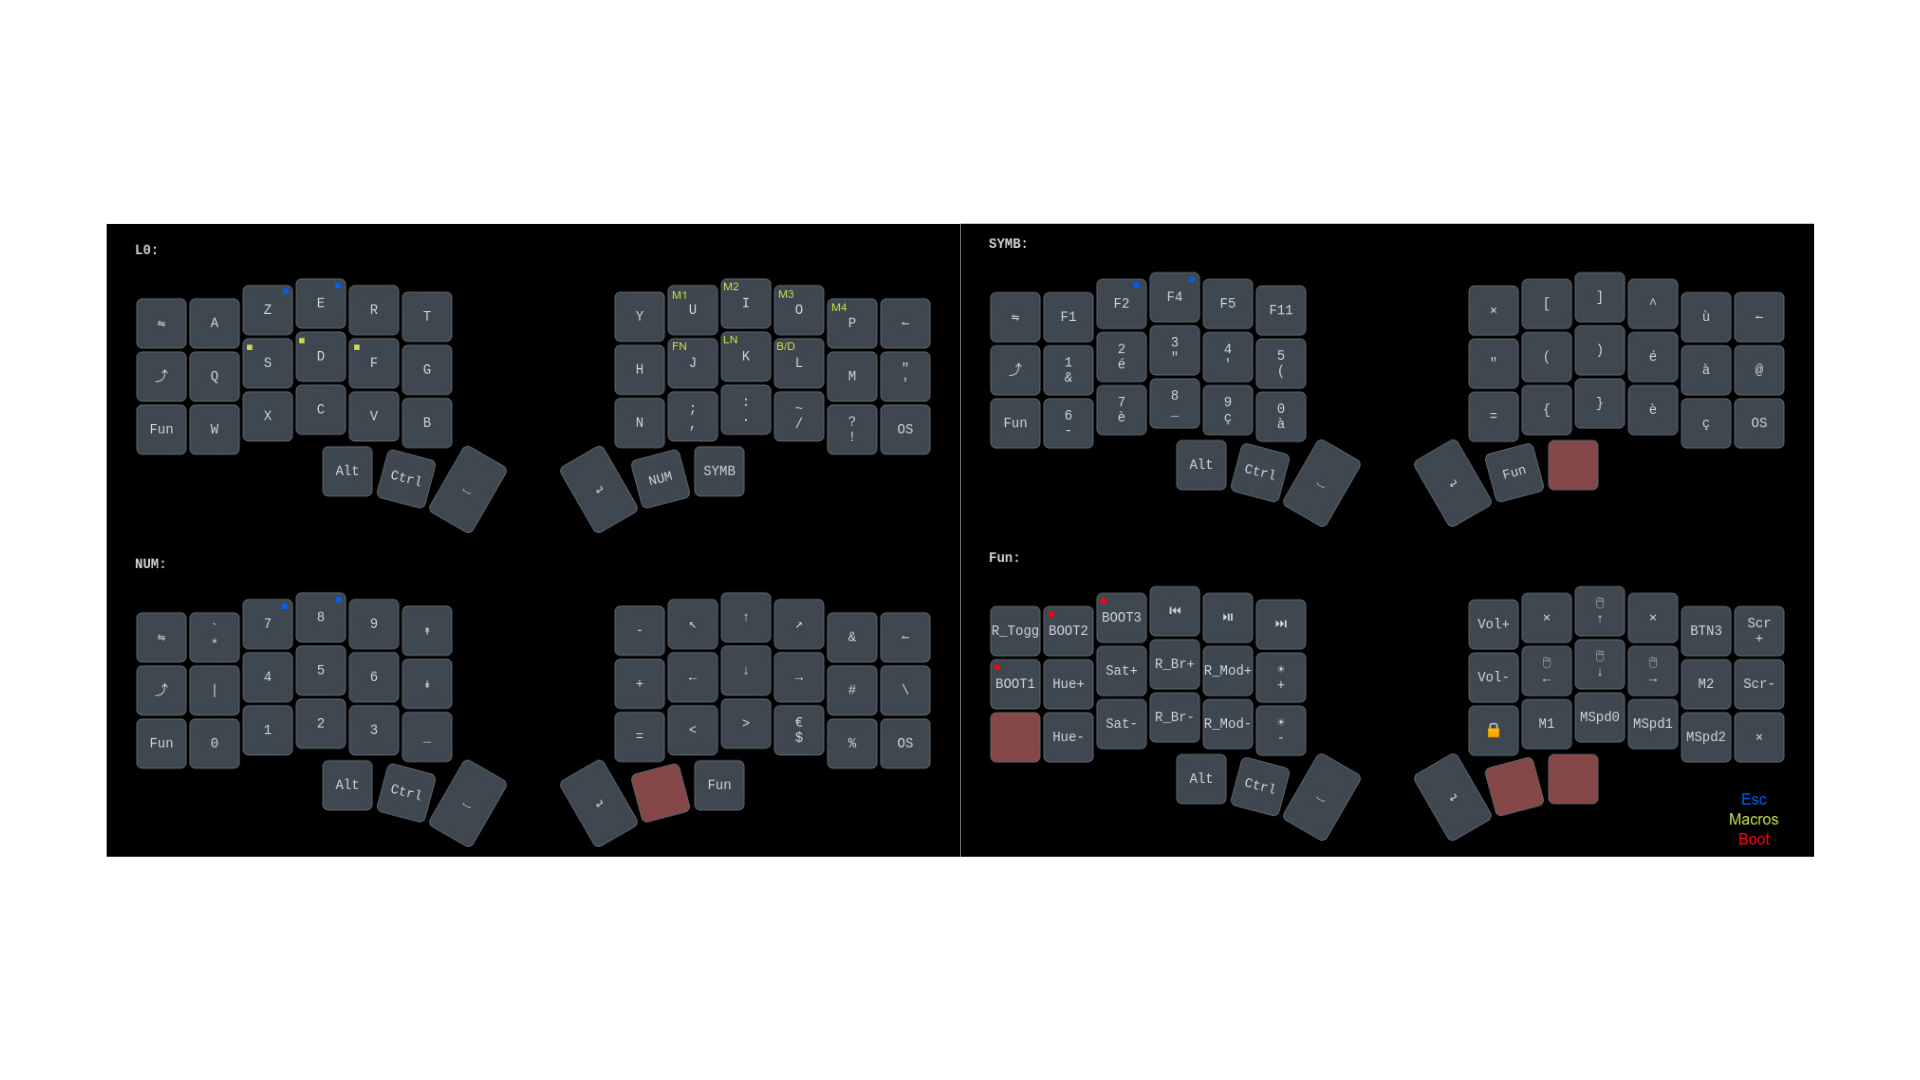 L0:
⇋ A Z E R T
⤴ Q S D F G
Fun W X C V B
Alt Ctrl ⎵
Y M1 U M2 I M3 O M4 P ←
H FN J LN K B/D L M " '
N ; , : . ~ / ? ! OS
↵ NUM SYMB
SYMB:
⇋ F1 F2 F4 F5 F11
⤴ 1 & 2 é 3 " 4 ' 5 (
Fun 6 - 7 è 8 _ 9 ç 0 à
Alt Ctrl ⎵
× [ ] ^ ù ←
" ( ) é à @
= { } è ç OS
↵ Fun
NUM:
⇋ ` * 7 8 9 ↟
⤴ | 4 5 6 ↡
Fun 0 1 2 3 _
Alt Ctrl ⎵
- ↖ ↑ ↗ & ←
+ ← ↓ → # \
= < > € $ % OS
↵ Fun
Fun:
R_Togg BOOT2 BOOT3 ⏮ ⏯ ⏭
BOOT1 Hue+ Sat+ R_Br+ R_Mod+ ☀ +
Hue- Sat- R_Br- R_Mod- ☀ -
Alt Ctrl ⎵
Vol+ × 🖱 ↑ × BTN3 Scr +
Vol- 🖱 ← 🖱 ↓ 🖱 → M2 Scr-
🔒 M1 MSpd0 MSpd1 MSpd2 ×
↵
Esc
Macros
Boot